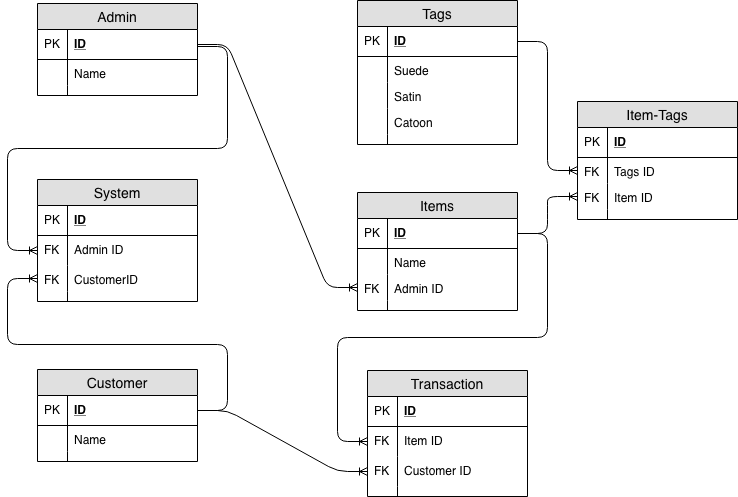 Admin
PK ID
Name
Tags
PK ID
Suede
Satin
Catoon
Item-Tags
PK ID
FK Tags ID
FK Item ID
System
PK ID
FK Admin ID
FK CustomerID
Items
PK ID
Name
FK Admin ID
Customer
PK ID
Name
Transaction
PK ID
FK Item ID
FK Customer ID